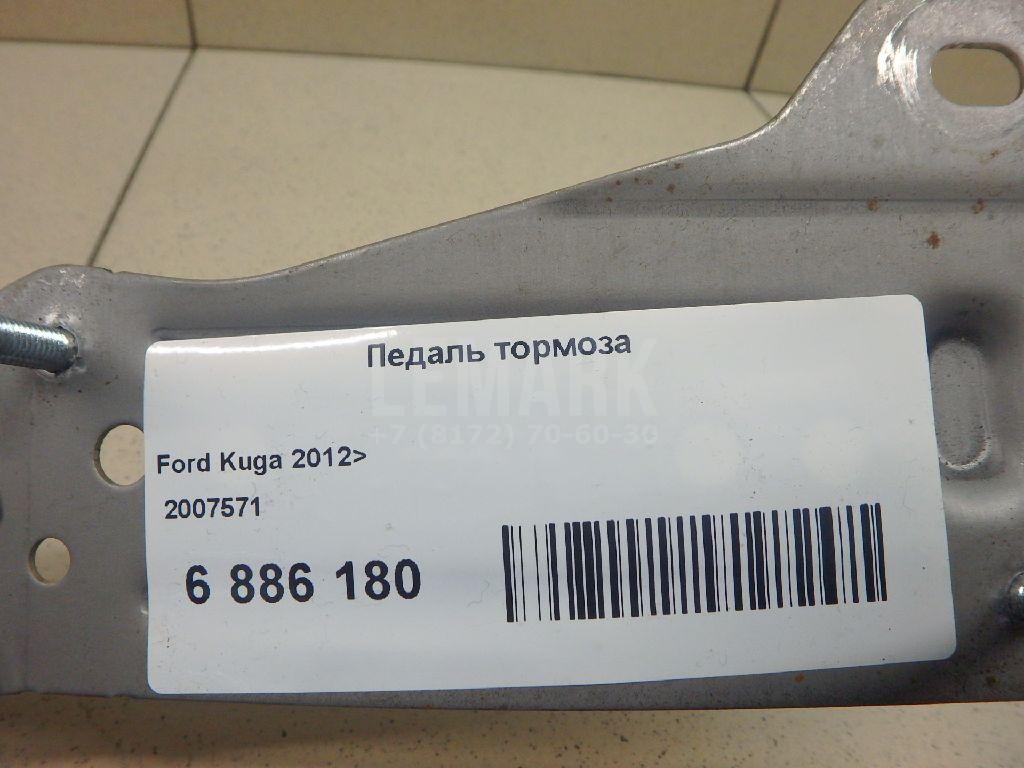 Педаль тормоза
LEMARK
+7 (8172) 70-60-30
Ford Kuga 2012>
2007571
6 886 180